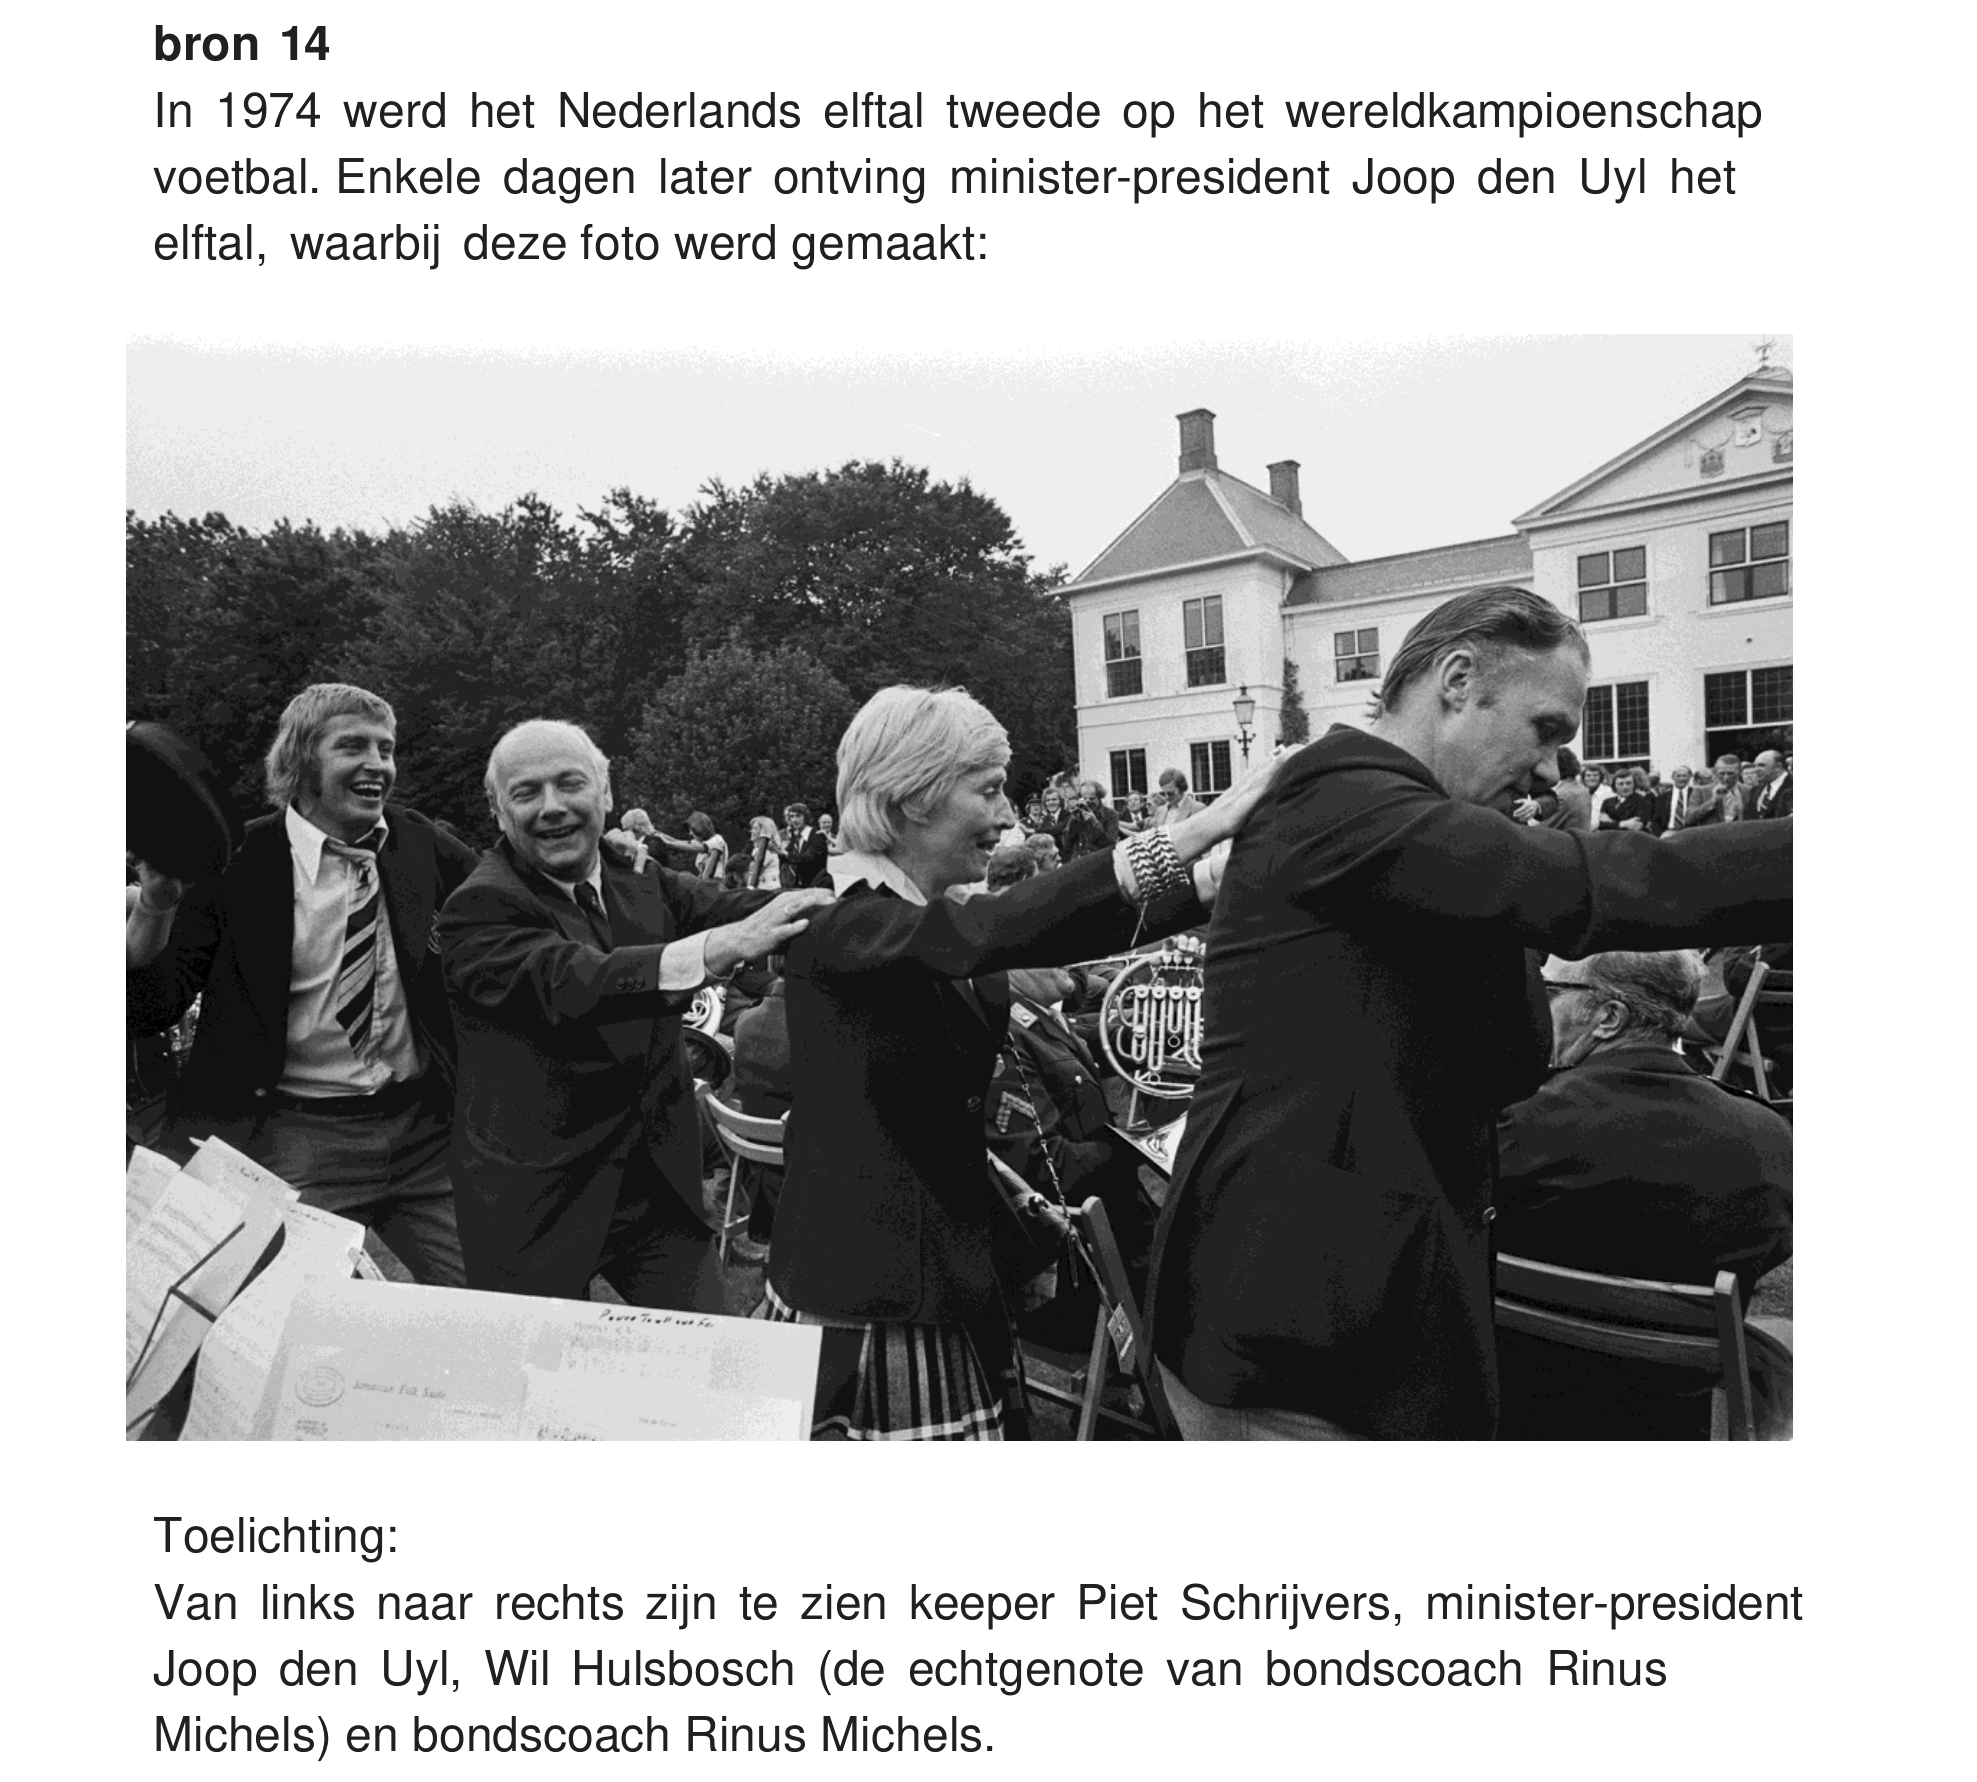 bron 14
In 1974 werd het Nederlands elftal tweede op het wereldkampioenschap
voetbal. Enkele dagen later ontving minister-president Joop den Uyl het
elftal, waarbij deze foto werd gemaakt:
American Folk Suite
Toelichting:
Van links naar rechts zijn te zien keeper Piet Schrijvers, minister-president
Joop den Uyl, Wil Hulsbosch (de echtgenote van bondscoach Rinus
Michels) en bondscoach Rinus Michels.